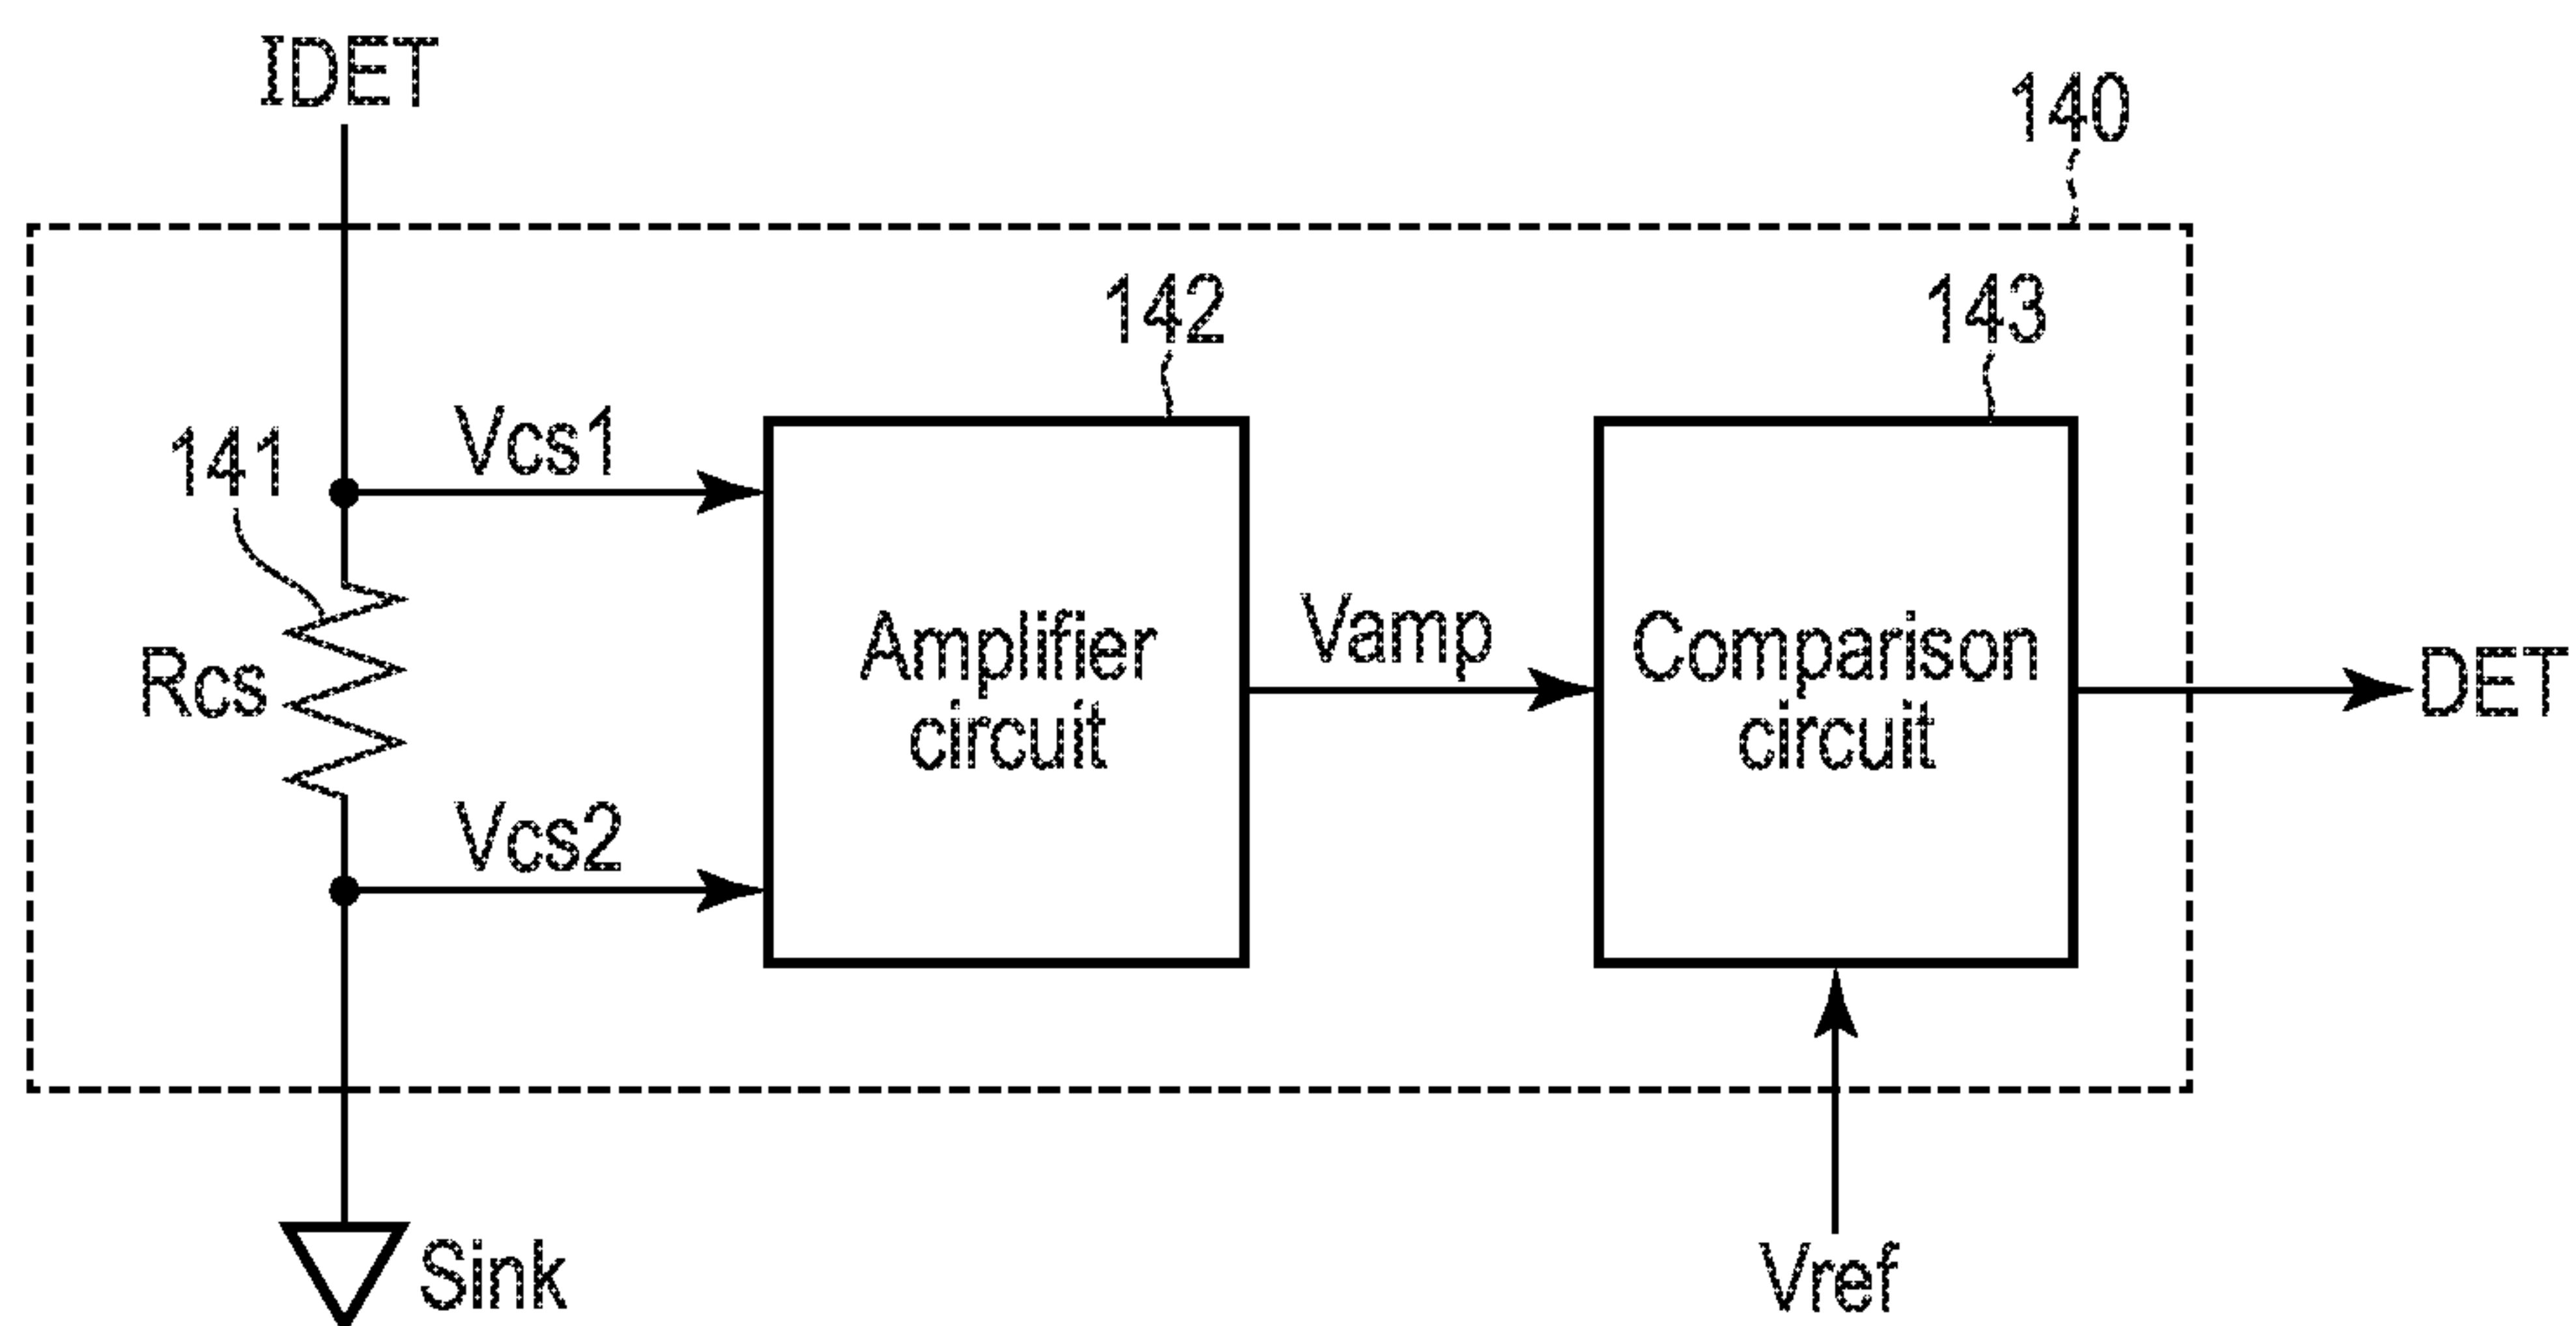 IDET
140
142
143
141
Vcs1
Rcs
Vcs2
Amplifier
circuit
Vamp
Comparison
circuit
DET
Sink
Vref